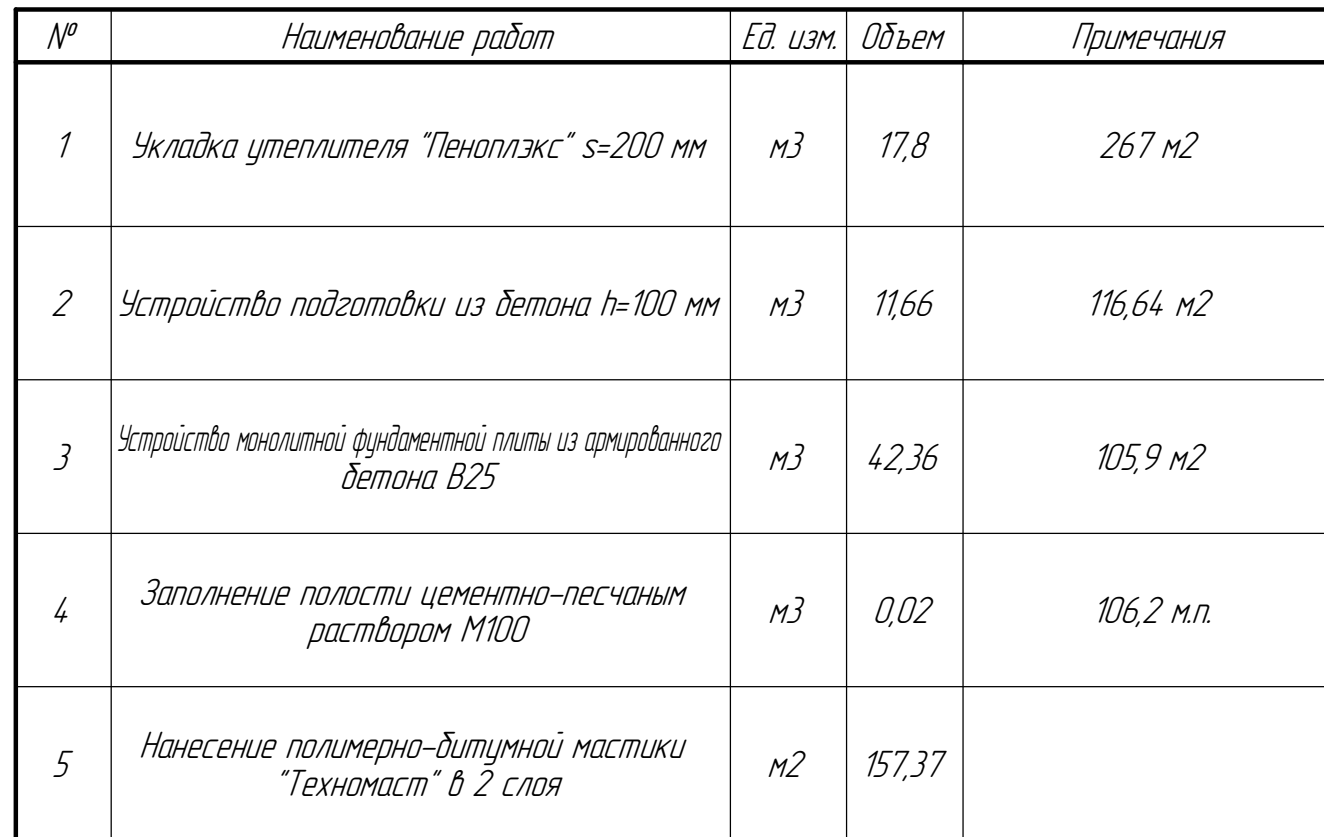 № Наименование работ Ед. изм. Объем Примечания
1 Укладка утеплителя "Пеноплэкс" s=200 мм м3 17,8 267 м2
2 Устройство подготовки из бетона h=100 мм м3 11,66 116,64 м2
3 Устройство монолитной фундаментной плиты из армированного
бетона В25 м3 42,36 105,9 м2
4 Заполнение полости цементно-песчаным
раствором М100 м3 0,02 106,2 м.п.
5 Нанесение полимерно-битумной мастики
"Техномаст" в 2 слоя м2 157,37